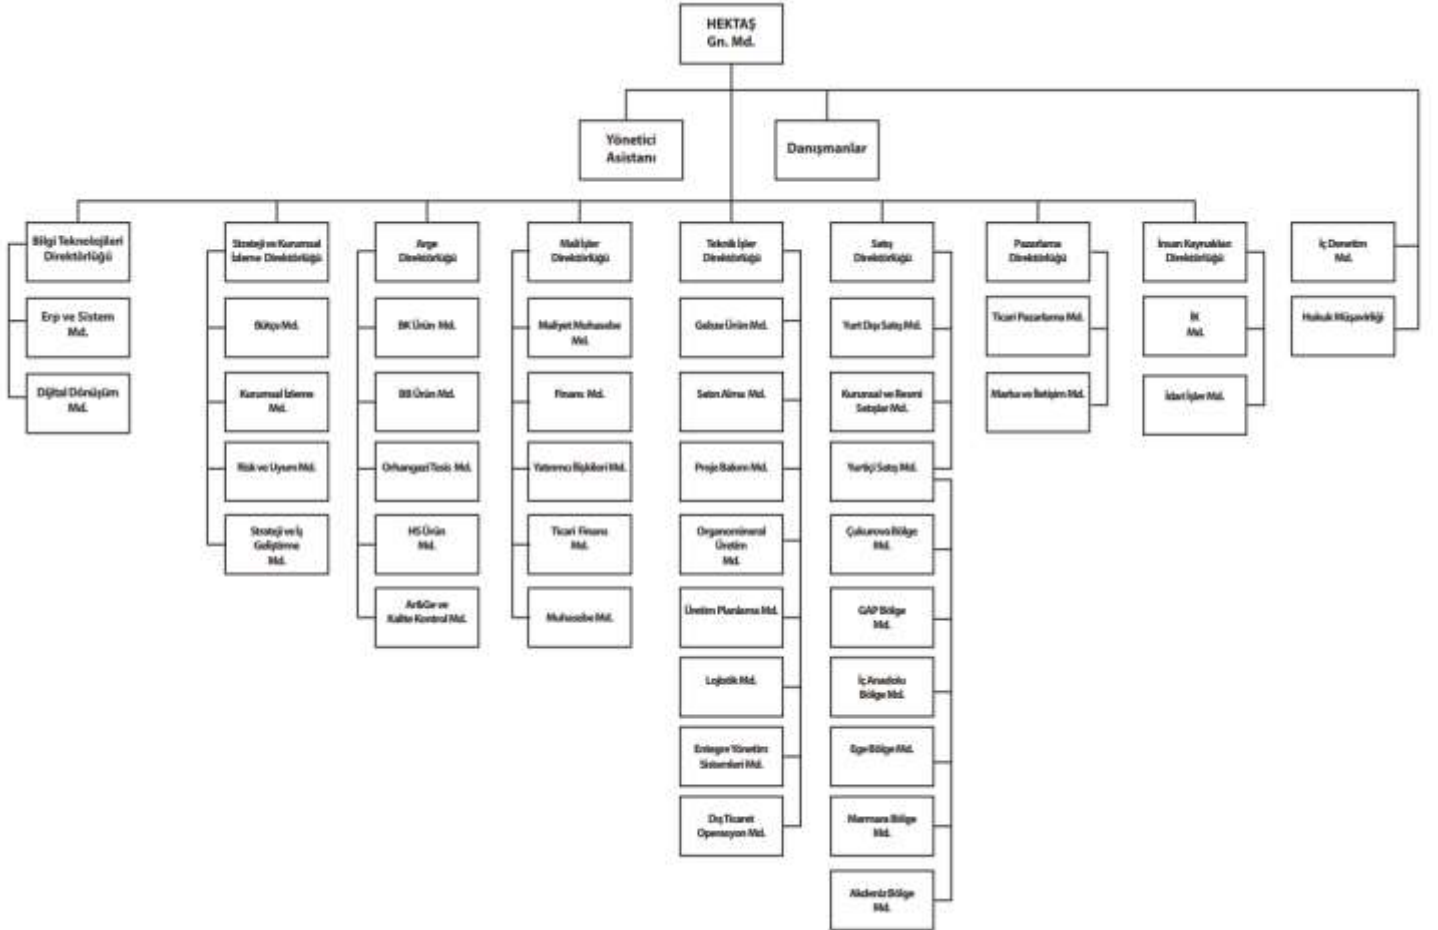 HEKTAŞ
Gn. Md.
Yönetici
Asistanı
Danışmanlar
Bilgi Teknolojileri
Direktörlüğü
Erp ve Sistem
Md.
Dijital Dönüşüm
Md.
Strateji ve Kurumsal
İzleme Direktörlüğü
Bütçe Md.
Kurumsal İzleme
Md.
Risk ve Uyum Md.
Strateji ve İş
Geliştirme
Md.
Arge
Direktörlüğü
BK Ürün Md.
BB Ürün Md.
Orhangazi Tesis Md.
HS Ürün
Md.
Ar&Ge ve
Kalite Kontrol Md.
Mali İşler
Direktörlüğü
Maliyet Muhasebe
Md.
Finans Md.
Yatırımcı İlişkileri Md.
Ticari Finans
Md.
Muhasebe Md.
Teknik İşler
Direktörlüğü
Gebze Ürün Md.
Satın Alma Md.
Proje Bakım Md.
Organomineral
Üretim
Md.
Üretim Planlama Md.
Lojistik Md.
Entegre Yönetim
Sistemleri Md.
Dış Ticaret
Operasyon Md.
Satış
Direktörlüğü
Yurt Dışı Satış Md.
Kurumsal ve Resmi
Satışlar Md.
Yurtiçi Satış Md.
Çukurova Bölge
Md.
GAP Bölge
Md.
İç Anadolu
Bölge Md.
Ege Bölge Md.
Marmara Bölge
Md.
Akdeniz Bölge
Md.
Pazarlama
Direktörlüğü
Ticari Pazarlama Md.
Marka ve İletişim Md.
İnsan Kaynakları
Direktörlüğü
İK
Md.
İdari İşler Md.
İç Denetim
Md.
Hukuk Müşavirliği